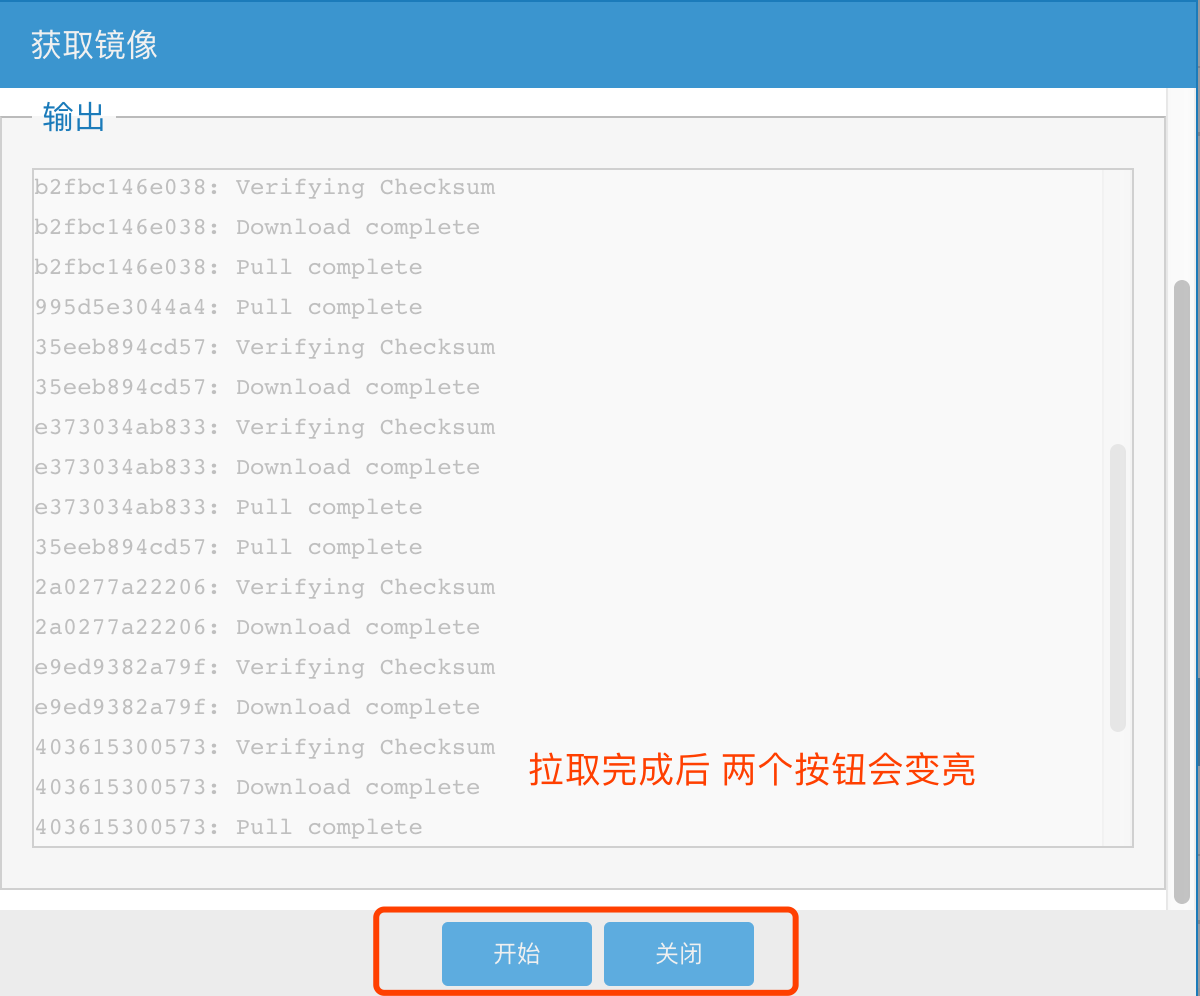 获取镜像
输出
b2fbc146e038: Verifying Checksum
b2fbc146e038: Download complete
b2fbc146e038: Pull complete
995d5e3044a4: Pull complete
35eeb894cd57: Verifying Checksum
35eeb894cd57: Download complete
e373034ab833: Verifying Checksum
e373034ab833: Download complete
e373034ab833: Pull complete
35eeb894cd57: Pull complete
2a0277a22206: Verifying Checksum
2a0277a22206: Download complete
e9ed9382a79f: Verifying Checksum
e9ed9382a79f: Download complete
403615300573: Verifying Checksum
拉取完成后 两个按钮会变亮
403615300573: Download complete
403615300573: Pull complete
开始 关闭